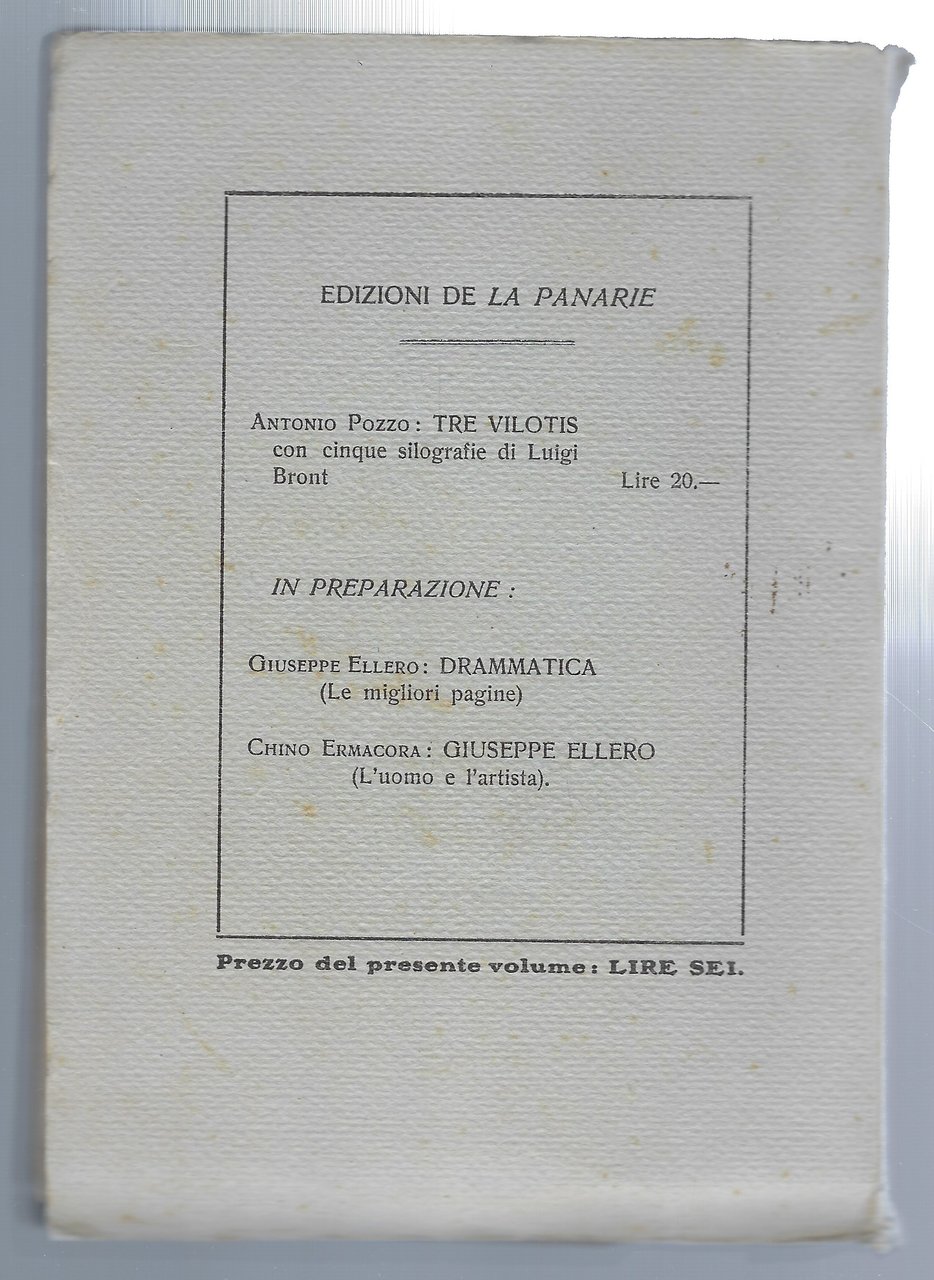 EDIZIONI DE LA PANARIE
ANTONIO POZZO: TRE VILOTIS
con cinque silografie di Luigi
Bront Lire 20.—
IN PREPARAZIONE :
GIUSEPPE ELLERO: DRAMMATICA
(Le migliori pagine)
CHINO ERMACORA: GIUSEPPE ELLERO
(L'uomo e l'artista).
Prezzo del presente volume: LIRE SEI.